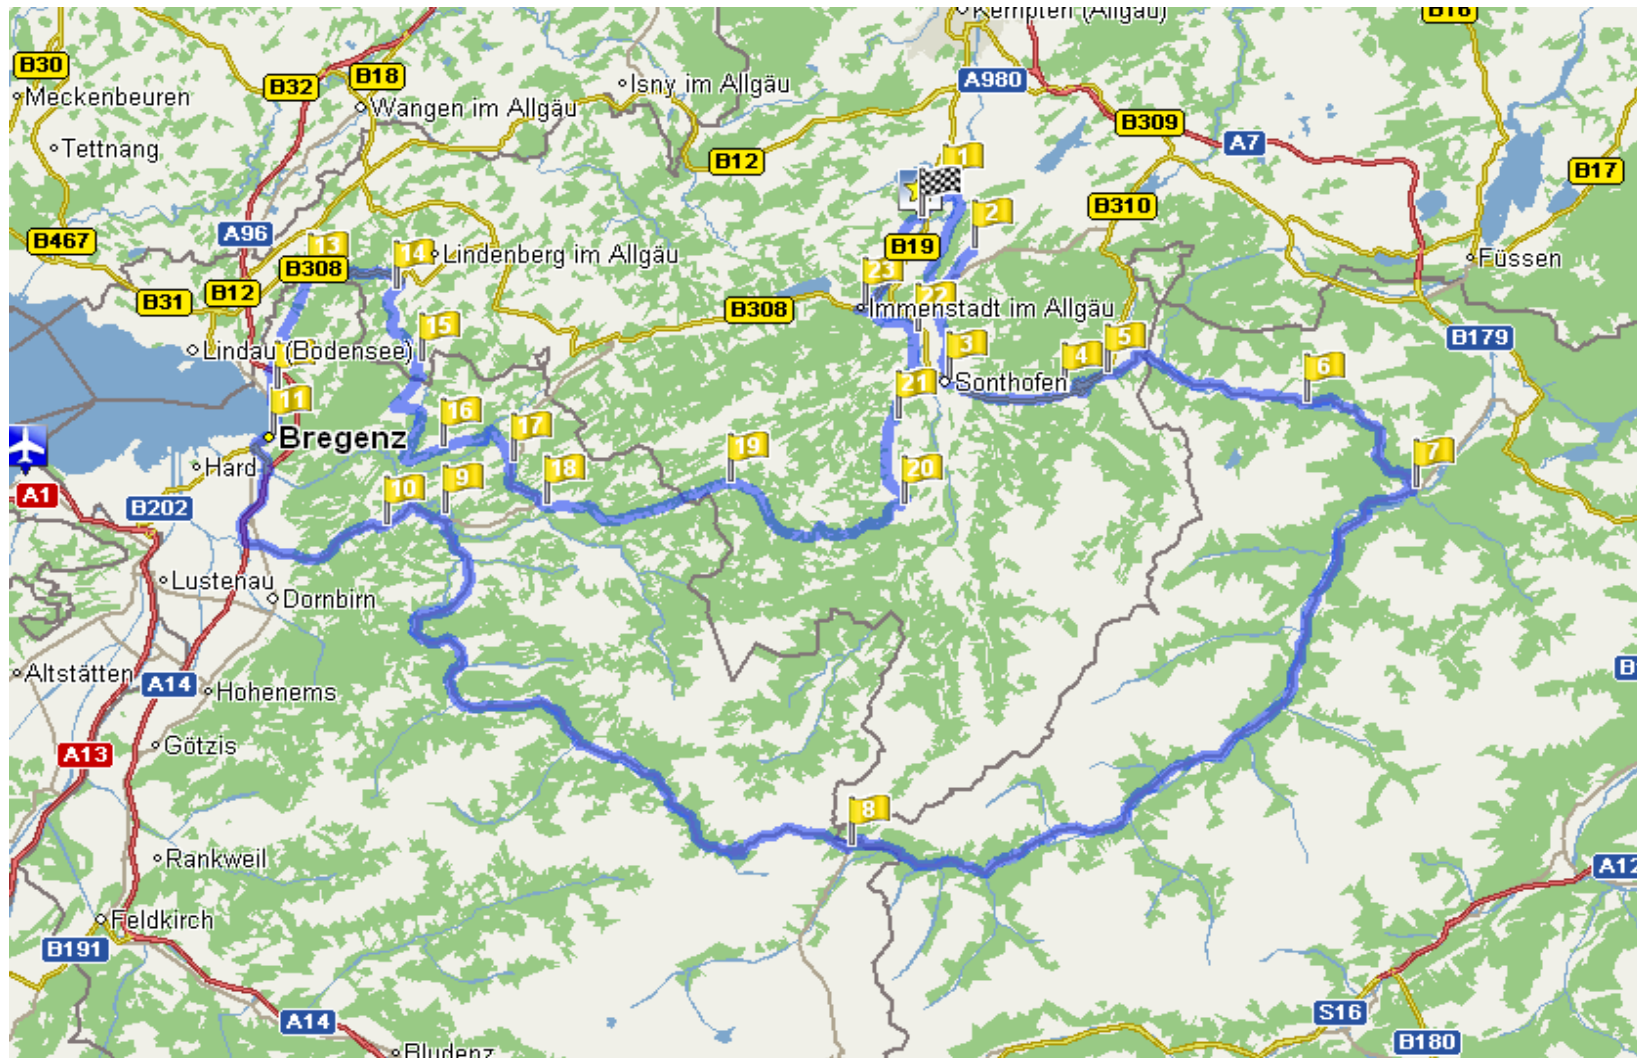 Kempten (Allgäu)
B16
B30
B18
B32
Isny im Allgäu
A980
Meckenbeuren
Wangen im Allgäu
B309
Tettnang
A7
B12
1
B17
B310
2
B467
A96
13
14
Lindenberg im Allgäu
B19
Füssen
B308
23
B31
B12
22
B308
Immenstadt im Allgäu
15
5
B179
Lindau (Bodensee)
3
4
6
21
Sonthofen
11
16
17
Bregenz
19
7
Hard
9
18
20
10
A1
B202
Lustenau
Dornbirn
Altstätten
A14
Hohenems
Götzis
A13
8
Rankweil
A12
Feldkirch
B191
S16
A14
B180
Bludenz